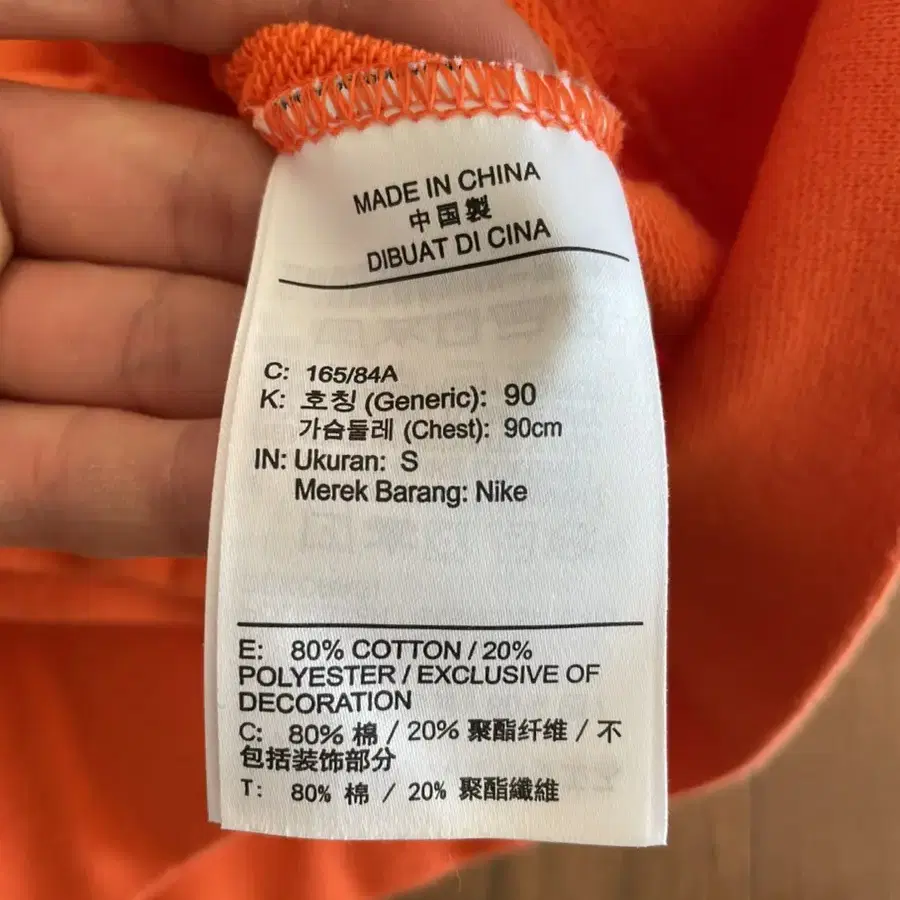 MADE IN CHINA
中国製
DIBUAT DI CINA
C: 165/84A
K: 호칭 (Generic): 90
가슴둘레 (Chest): 90cm
IN: Ukuran: S
Merek Barang: Nike
E: 80% COTTON / 20%
POLYESTER / EXCLUSIVE OF
DECORATION
C: 80% 棉 / 20% 聚酯纤维 / 不
包括装饰部分
T: 80% 棉 / 20% 聚酯纖維